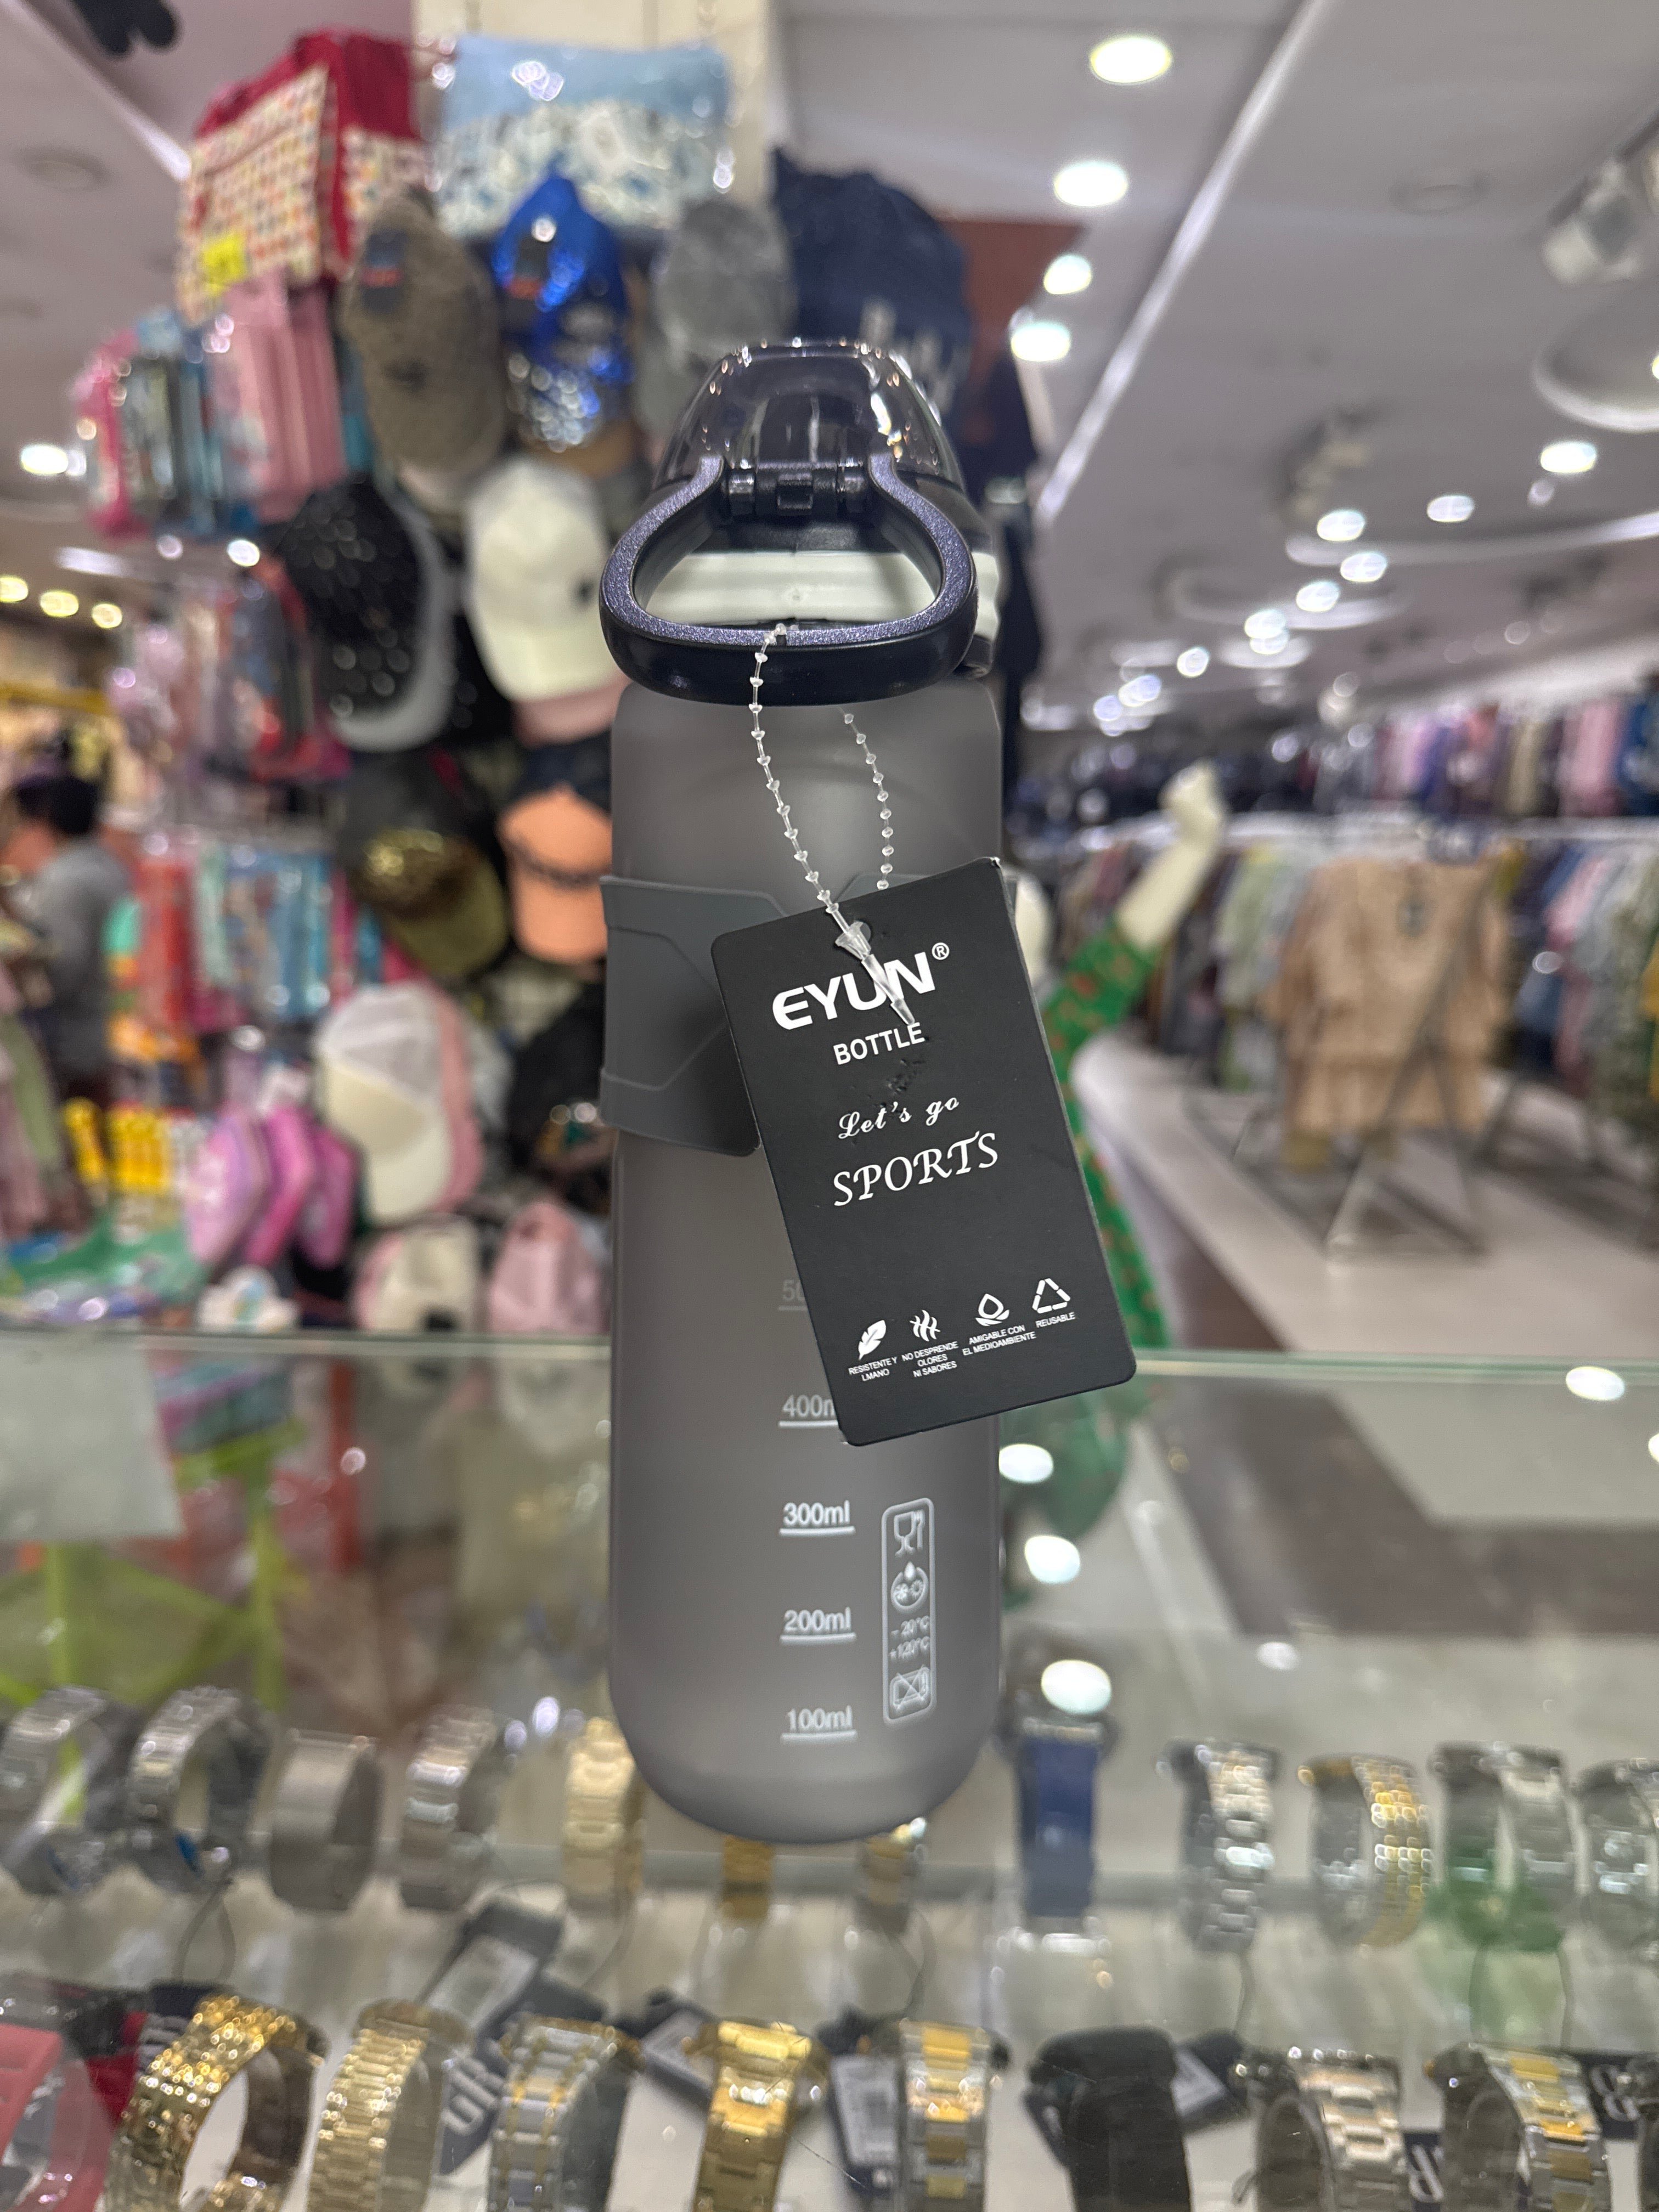 EYUN®
BOTTLE
Let's go
SPORTS
RESISTENTE Y
LMANO
NO DESPRENDE
OLORES
NI SABORES
AMIGABLE CON
EL MEDIOAMBIENTE
REUSABLE
400m
300ml
200ml
100ml
-20°C
+120°C